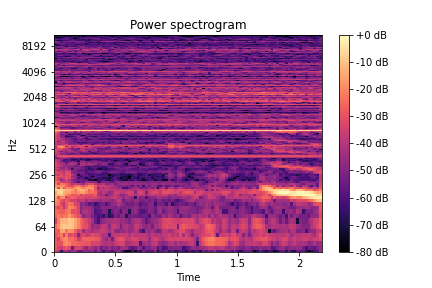 Power spectrogram
8192
4096
2048
1024
512
256
128
64
0
Hz
0
0.5
1
1.5
2
Time
+0 dB
-10 dB
-20 dB
-30 dB
-40 dB
-50 dB
-60 dB
-70 dB
-80 dB